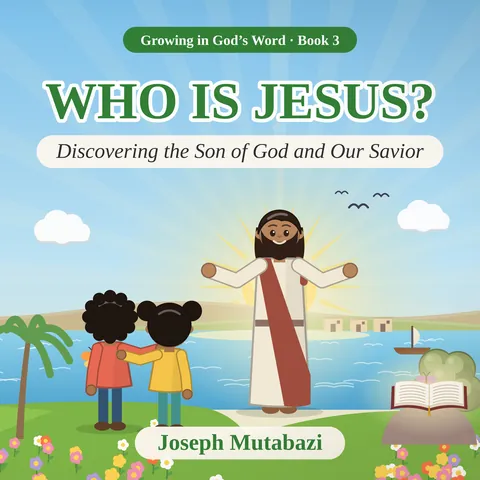 Growing in God’s Word · Book 3
WHO IS JESUS?
Discovering the Son of God and Our Savior
Joseph Mutabazi